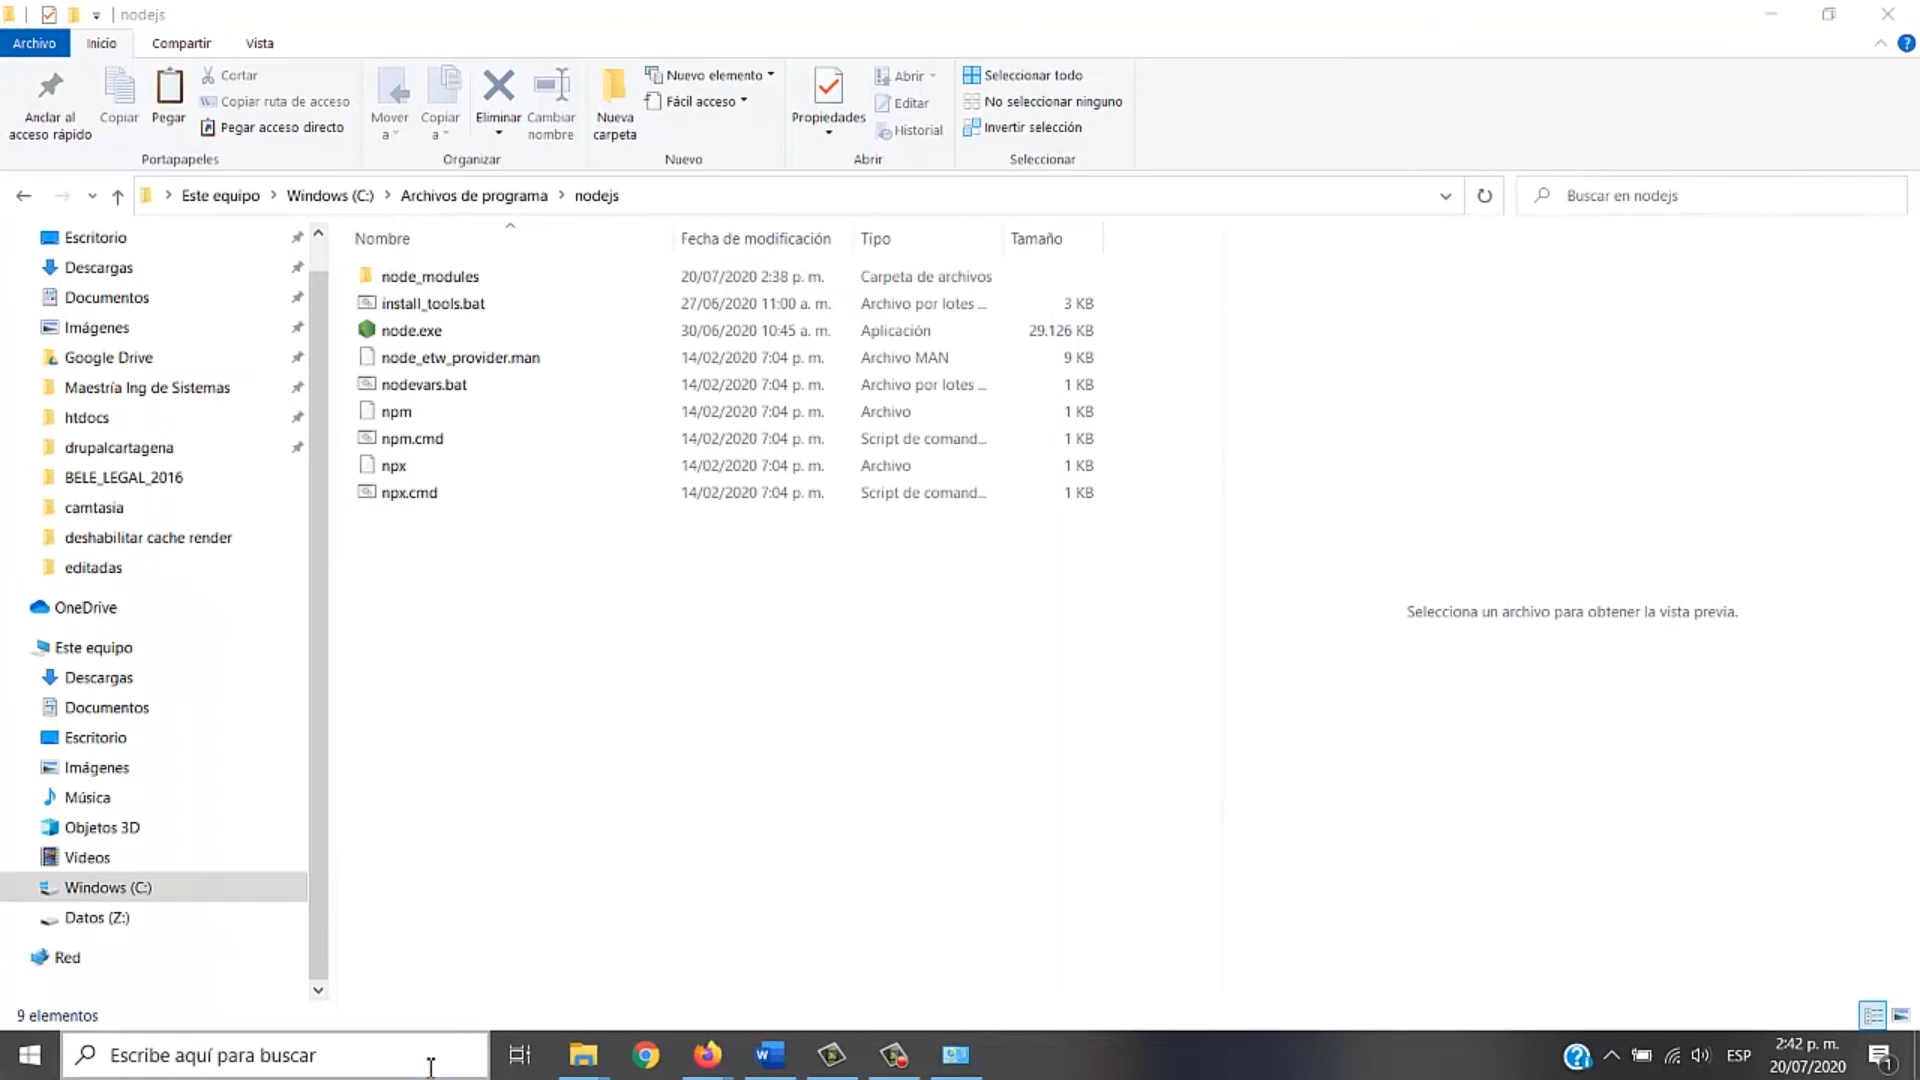 nodejs
Archivo Inicio Compartir Vista
Anclar al acceso rápido
Copiar
Pegar
Cortar
Copiar ruta de acceso
Pegar acceso directo
Portapapeles
Mover a
Copiar a
Eliminar
Cambiar nombre
Organizar
Nueva carpeta
Nuevo elemento
Fácil acceso
Nuevo
Propiedades
Abrir
Editar
Historial
Abrir
Seleccionar todo
No seleccionar ninguno
Invertir selección
Seleccionar
Este equipo > Windows (C:) > Archivos de programa > nodejs
Buscar en nodejs
Escritorio
Descargas
Documentos
Imágenes
Google Drive
Maestría Ing de Sistemas
htdocs
drupalcartagena
BELE_LEGAL_2016
camtasia
deshabilitar cache render
editadas
OneDrive
Este equipo
Descargas
Documentos
Escritorio
Imágenes
Música
Objetos 3D
Videos
Windows (C:)
Datos (Z:)
Red
Nombre Fecha de modificación Tipo Tamaño
node_modules 20/07/2020 2:38 p. m. Carpeta de archivos
install_tools.bat 27/06/2020 11:00 a. m. Archivo por lotes ... 3 KB
node.exe 30/06/2020 10:45 a. m. Aplicación 29.126 KB
node_etw_provider.man 14/02/2020 7:04 p. m. Archivo MAN 9 KB
nodevars.bat 14/02/2020 7:04 p. m. Archivo por lotes ... 1 KB
npm 14/02/2020 7:04 p. m. Archivo 1 KB
npm.cmd 14/02/2020 7:04 p. m. Script de comand... 1 KB
npx 14/02/2020 7:04 p. m. Archivo 1 KB
npx.cmd 14/02/2020 7:04 p. m. Script de comand... 1 KB
Selecciona un archivo para obtener la vista previa.
9 elementos
Escribe aquí para buscar
ESP
2:42 p. m.
20/07/2020
1